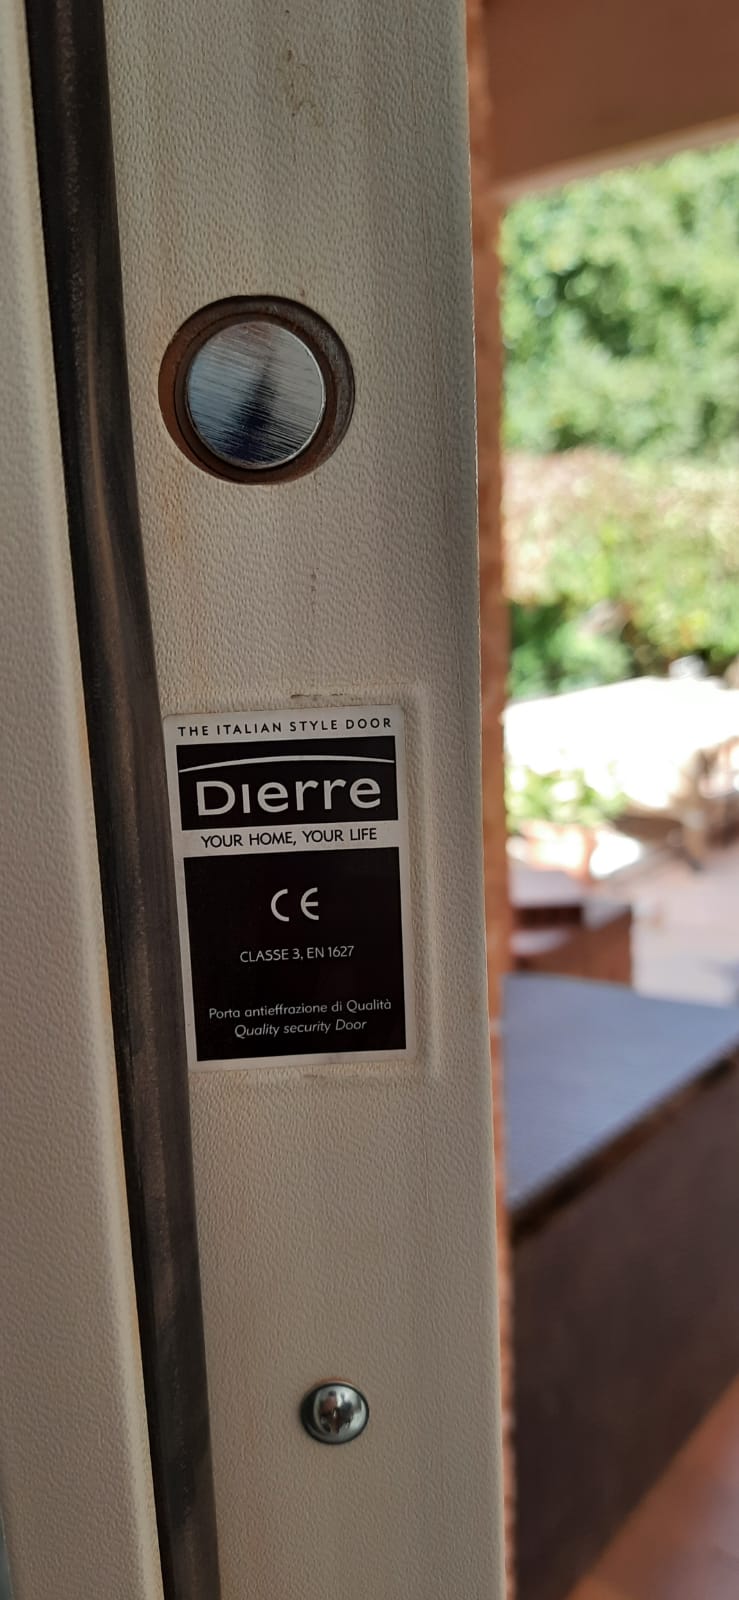 THE ITALIAN STYLE DOOR
Dierre
YOUR HOME, YOUR LIFE
CE
CLASSE 3, EN 1627
Porta antieffrazione di Qualità
Quality security Door